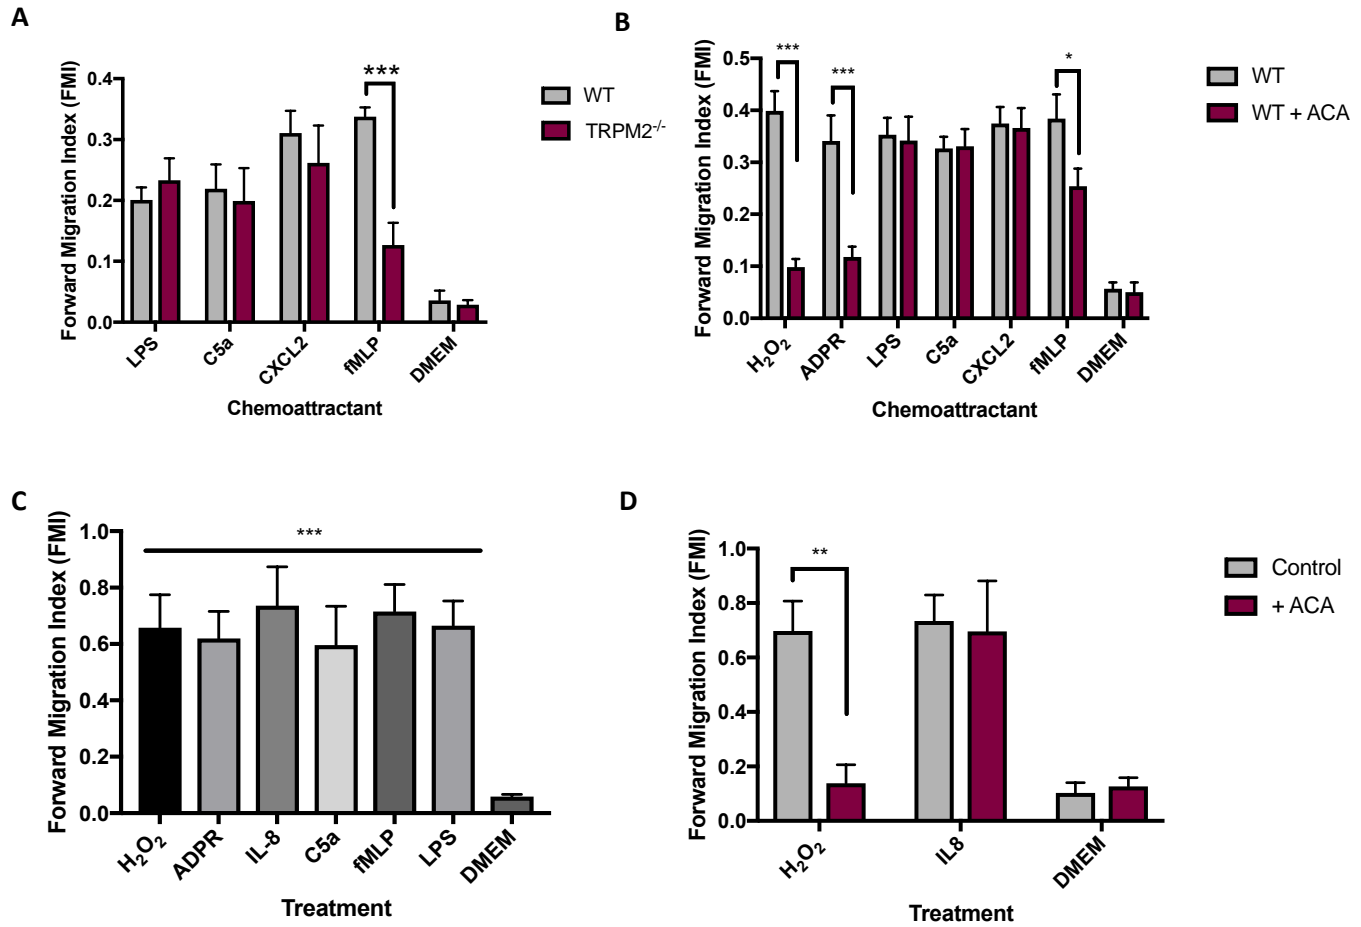 A
Forward Migration Index (FMI)
0.4
0.3
0.2
0.1
0.0
***
LPS
C5a
CXCL2
fMLP
DMEM
Chemoattractant
WT
TRPM2⁻/⁻
B
Forward Migration Index (FMI)
0.5
0.4
0.3
0.2
0.1
0.0
***
***
*
H₂O₂
ADPR
LPS
C5a
CXCL2
fMLP
DMEM
Chemoattractant
WT
WT + ACA
C
Forward Migration Index (FMI)
1.0
0.8
0.6
0.4
0.2
0.0
***
H₂O₂
ADPR
IL-8
C5a
fMLP
LPS
DMEM
Treatment
D
Forward Migration Index (FMI)
1.0
0.8
0.6
0.4
0.2
0.0
**
H₂O₂
IL8
DMEM
Treatment
Control
+ ACA